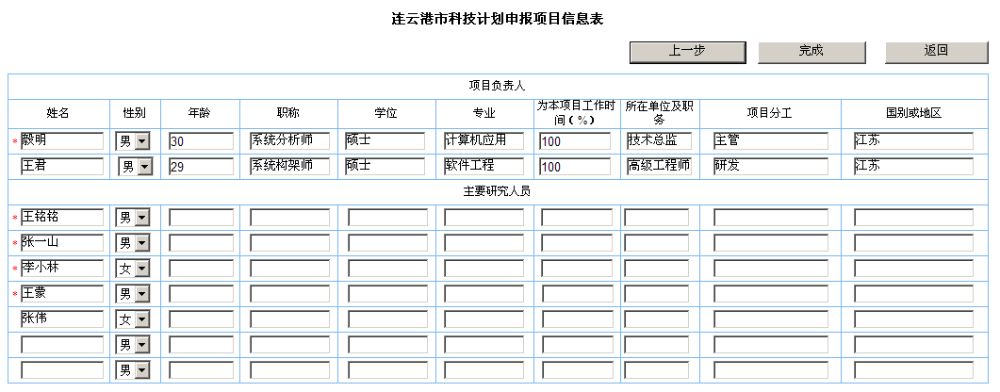 连云港市科技计划申报项目信息表
上一步 完成 返回
项目负责人
姓名 性别 年龄 职称 学位 专业 为本项目工作时间（%） 所在单位及职务 项目分工 国别或地区
* 毅明 男 30 系统分析师 硕士 计算机应用 100 技术总监 主管 江苏
王君 男 29 系统构架师 硕士 软件工程 100 高级工程师 研发 江苏
主要研究人员
* 王铭铭 男
* 张一山 男
* 李小林 女
* 王蒙 男
张伟 女
男
男